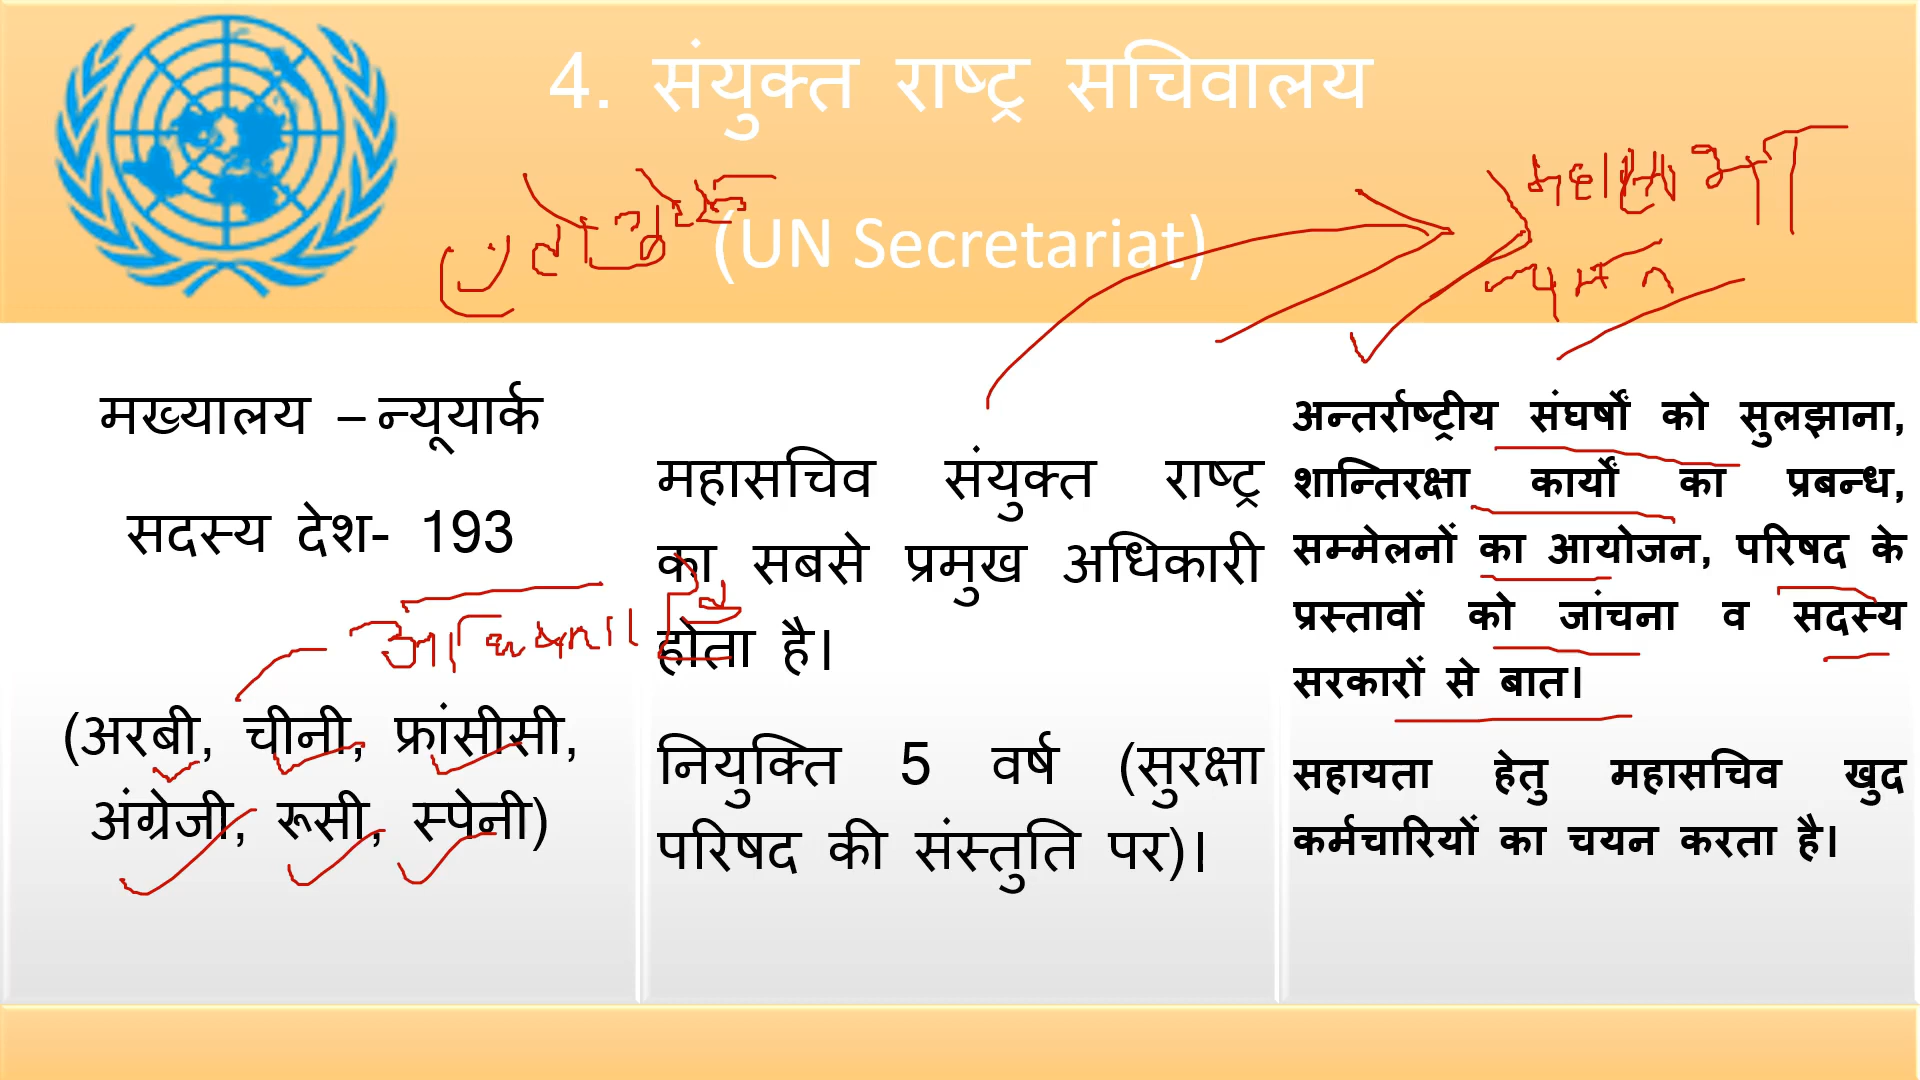 4. संयुक्त राष्ट्र सचिवालय
(UN Secretariat)
मख्यालय – न्यूयार्क
सदस्य देश- 193
(अरबी, चीनी, फ्रांसीसी,
अंग्रेजी, रूसी, स्पेनी)
महासचिव संयुक्त राष्ट्र
का सबसे प्रमुख अधिकारी
होता है।
नियुक्ति 5 वर्ष (सुरक्षा
परिषद की संस्तुति पर)।
अन्तर्राष्ट्रीय संघर्षों को सुलझाना,
शान्तिरक्षा कार्यों का प्रबन्ध,
सम्मेलनों का आयोजन, परिषद के
प्रस्तावों को जांचना व सदस्य
सरकारों से बात।
सहायता हेतु महासचिव खुद
कर्मचारियों का चयन करता है।